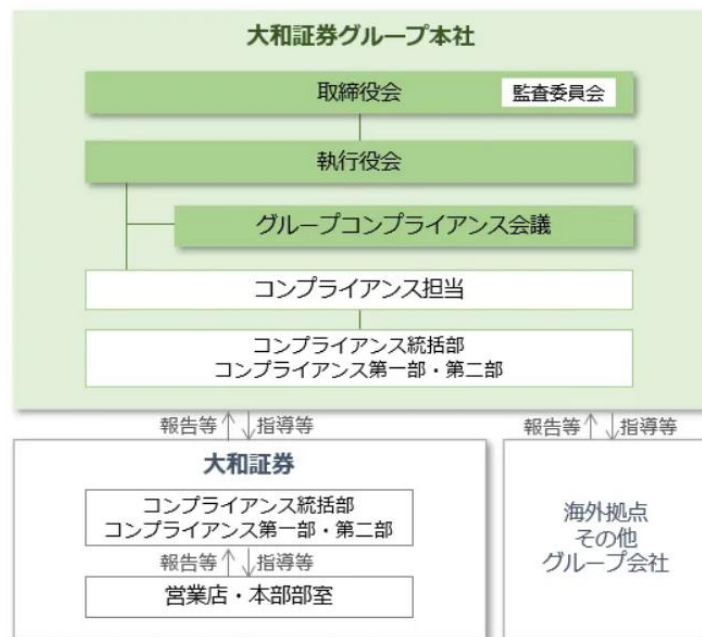 大和証券グループ本社
取締役会
監査委員会
執行役会
グループコンプライアンス会議
コンプライアンス担当
コンプライアンス統括部
コンプライアンス第一部・第二部
報告等
指導等
報告等
指導等
大和証券
コンプライアンス統括部
コンプライアンス第一部・第二部
報告等
指導等
営業店・本部部室
海外拠点
その他
グループ会社